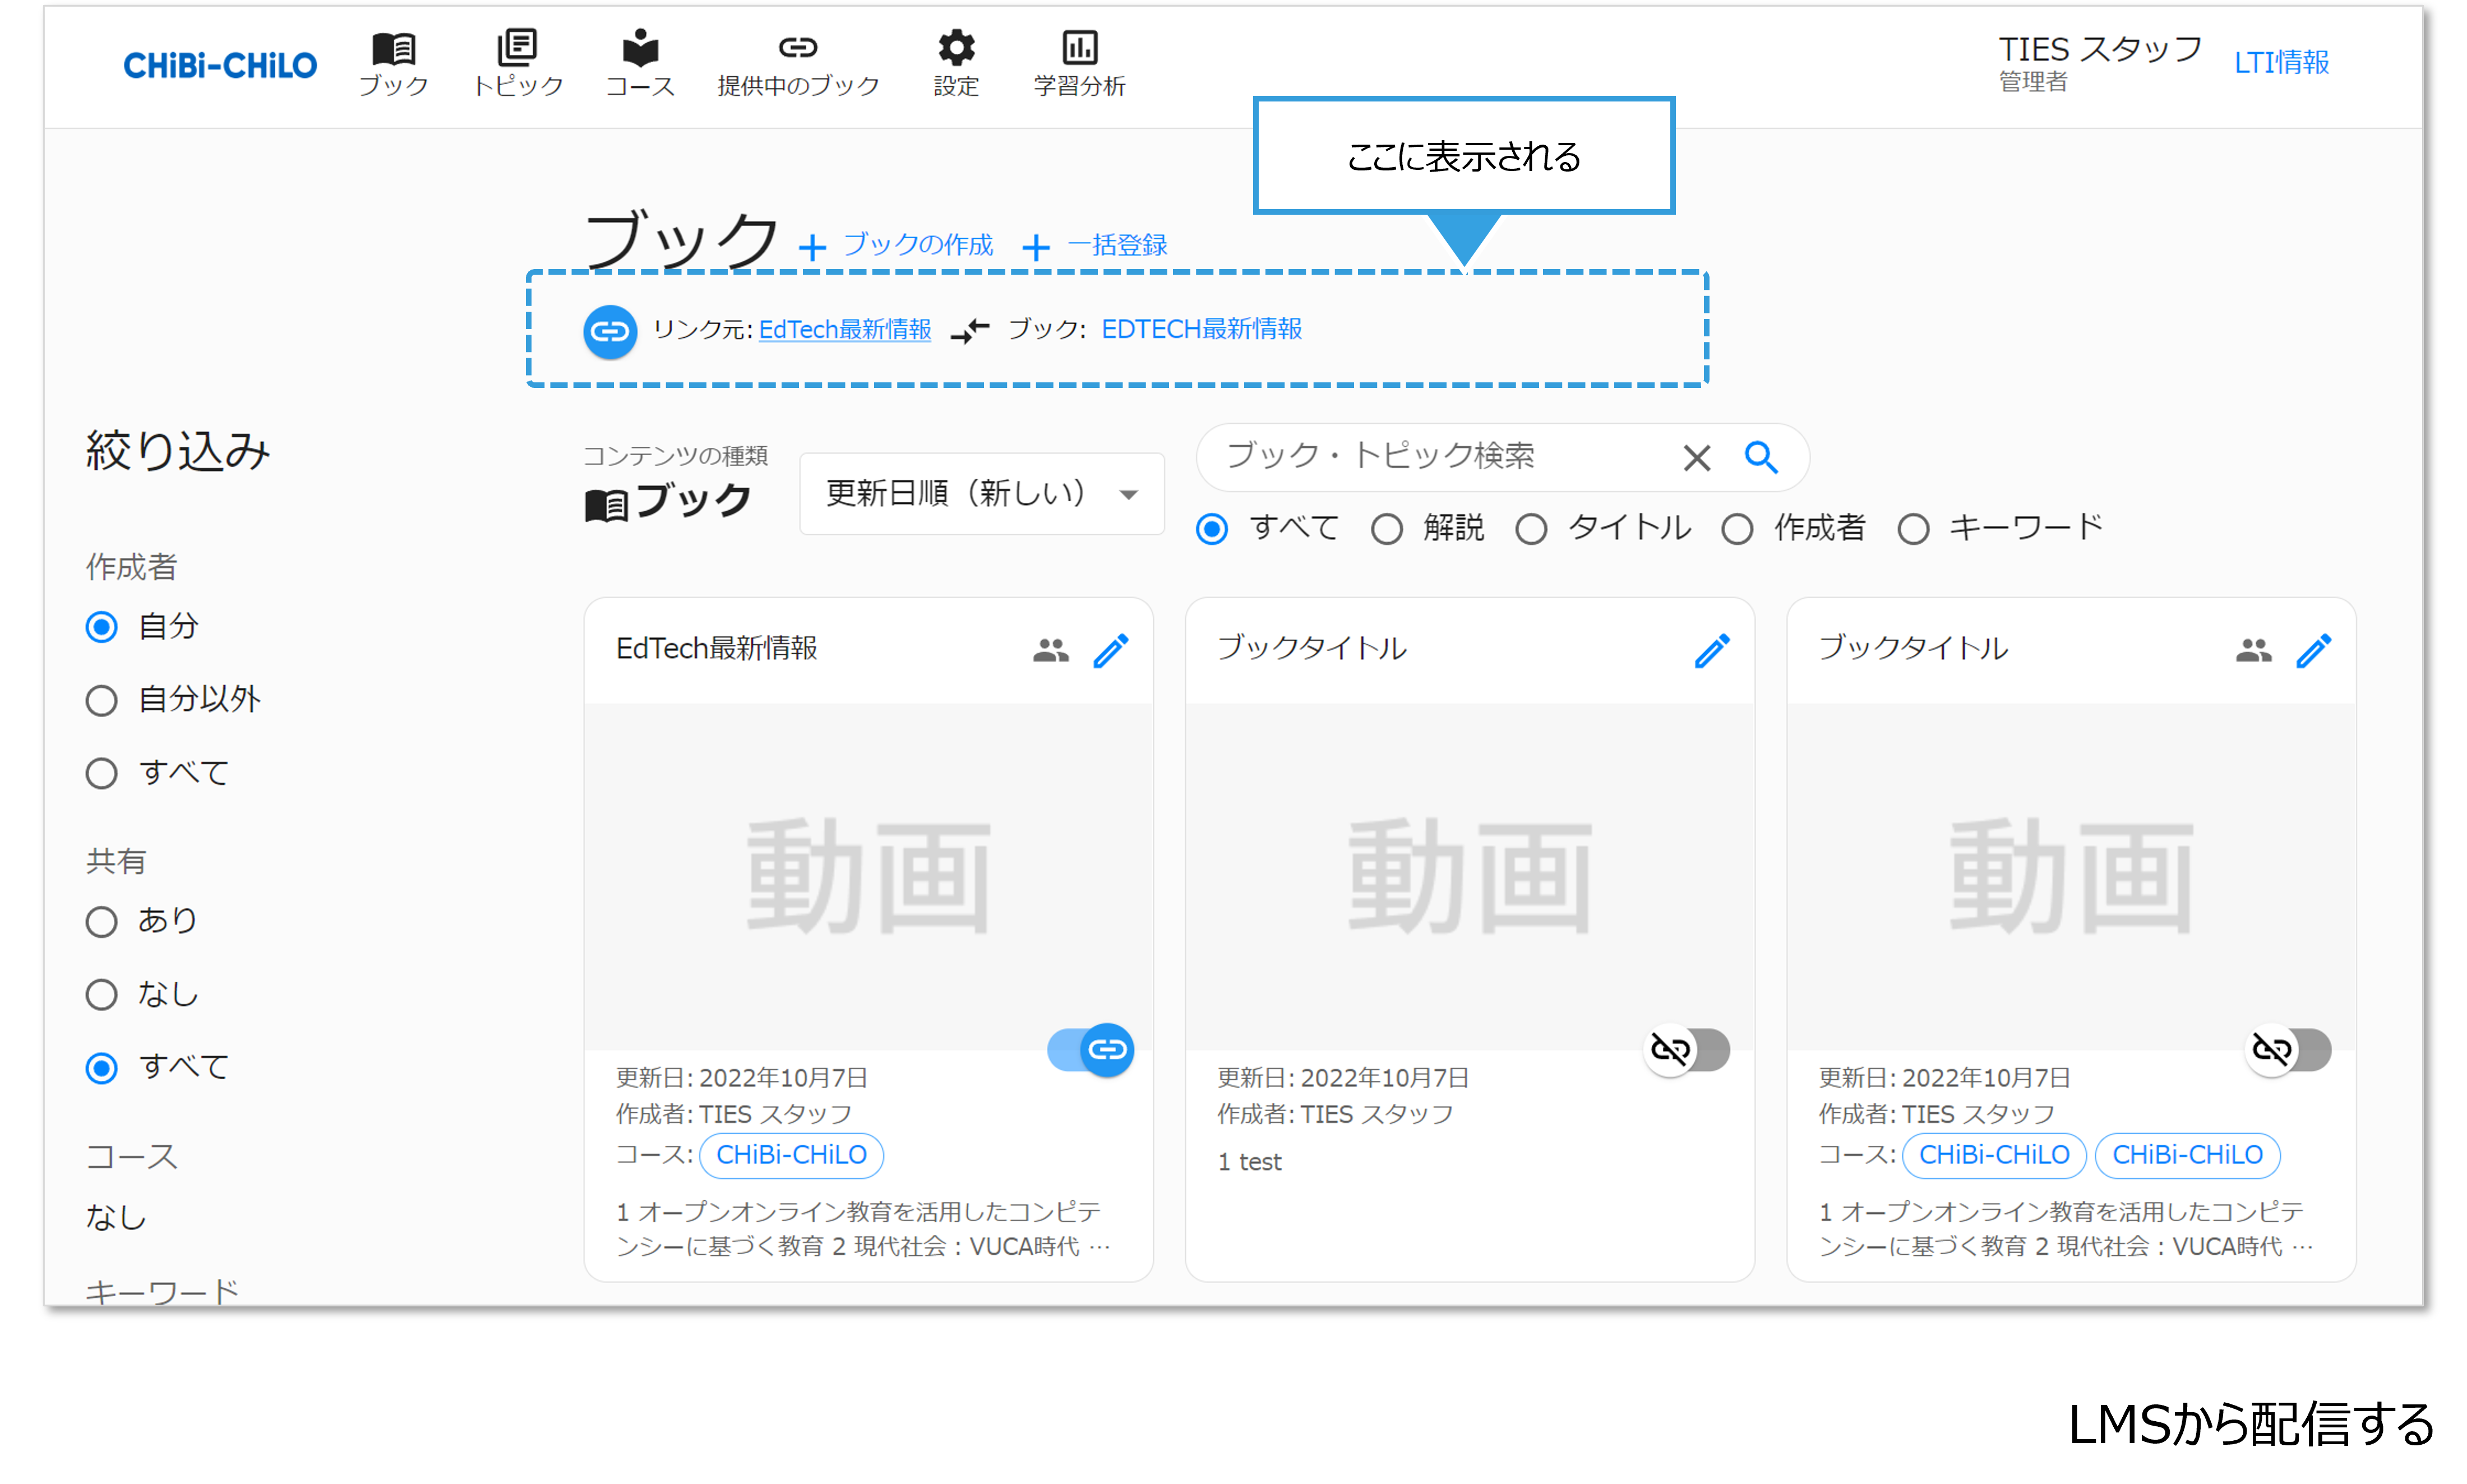 CHiBi-CHiLO
ブック
トピック
コース
提供中のブック
設定
学習分析
TIES スタッフ
管理者
LTI情報
ここに表示される
ブック
＋ ブックの作成
＋ 一括登録
リンク元: EdTech最新情報
ブック: EDTECH最新情報
絞り込み
作成者
自分
自分以外
すべて
共有
あり
なし
すべて
コース
なし
キーワード
コンテンツの種類
ブック
更新日順（新しい）
ブック・トピック検索
すべて
解説
タイトル
作成者
キーワード
EdTech最新情報
動画
更新日: 2022年10月7日
作成者: TIES スタッフ
コース: CHiBi-CHiLO
1 オープンオンライン教育を活用したコンピテ
ンシーに基づく教育 2 現代社会：VUCA時代 …
ブックタイトル
動画
更新日: 2022年10月7日
作成者: TIES スタッフ
1 test
ブックタイトル
動画
更新日: 2022年10月7日
作成者: TIES スタッフ
コース: CHiBi-CHiLO CHiBi-CHiLO
1 オープンオンライン教育を活用したコンピテ
ンシーに基づく教育 2 現代社会：VUCA時代 …
LMSから配信する